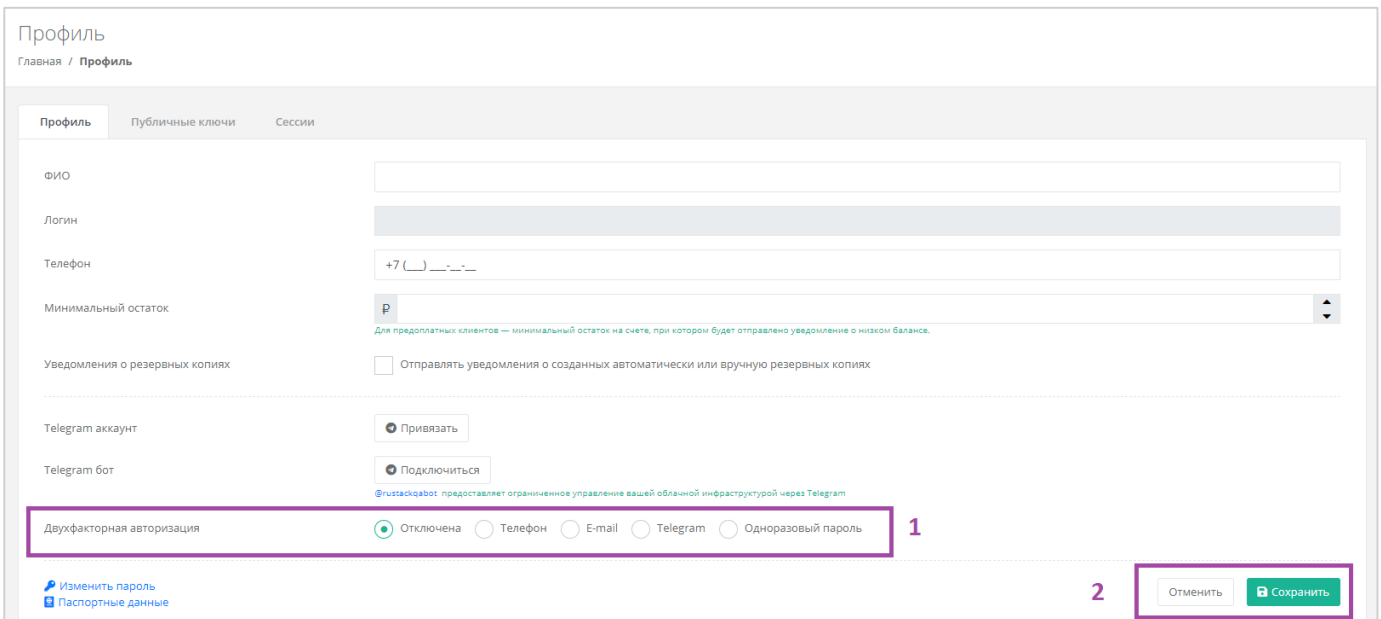 Профиль
Главная / Профиль
Профиль Публичные ключи Сессии
ФИО
Логин
Телефон +7 (___) ___-__-__
Минимальный остаток ₽
Для предоплатных клиентов — минимальный остаток на счете, при котором будет отправлено уведомление о низком балансе.
Уведомления о резервных копиях Отправлять уведомления о созданных автоматически или вручную резервных копиях
Telegram аккаунт Привязать
Telegram бот Подключиться
@rustackqabot предоставляет ограниченное управление вашей облачной инфраструктурой через Telegram
Двухфакторная авторизация Отключена Телефон E-mail Telegram Одноразовый пароль 1
Изменить пароль
Паспортные данные
2 Отменить Сохранить